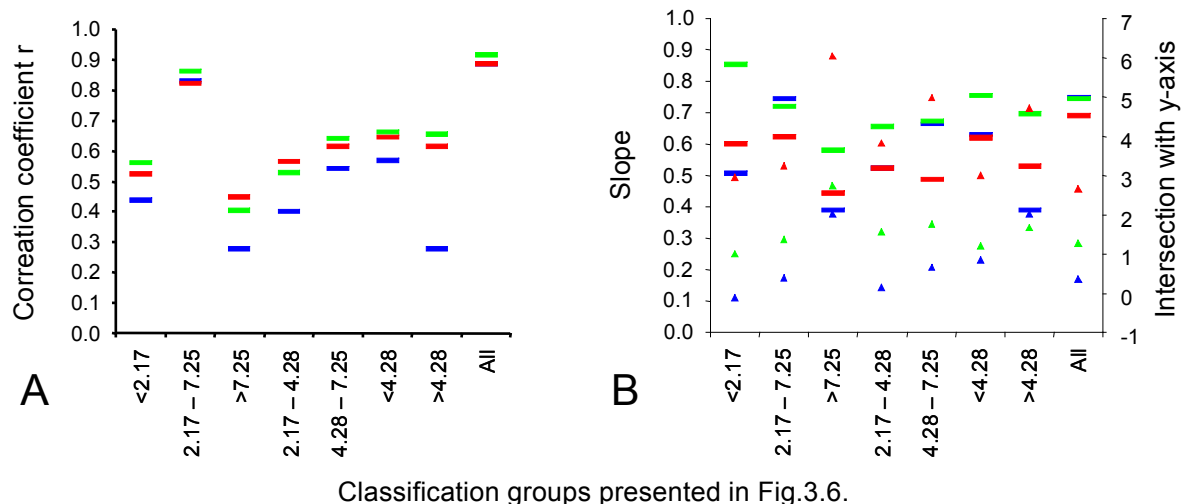 Correation coefficient r
1.0
0.9
0.8
0.7
0.6
0.5
0.4
0.3
0.2
0.1
0.0
<2.17
2.17 – 7.25
>7.25
2.17 – 4.28
4.28 – 7.25
<4.28
>4.28
All
A
Slope
1.0
0.9
0.8
0.7
0.6
0.5
0.4
0.3
0.2
0.1
0.0
7
6
5
4
3
2
1
0
-1
Intersection with y-axis
<2.17
2.17 – 7.25
>7.25
2.17 – 4.28
4.28 – 7.25
<4.28
>4.28
All
B
Classification groups presented in Fig.3.6.